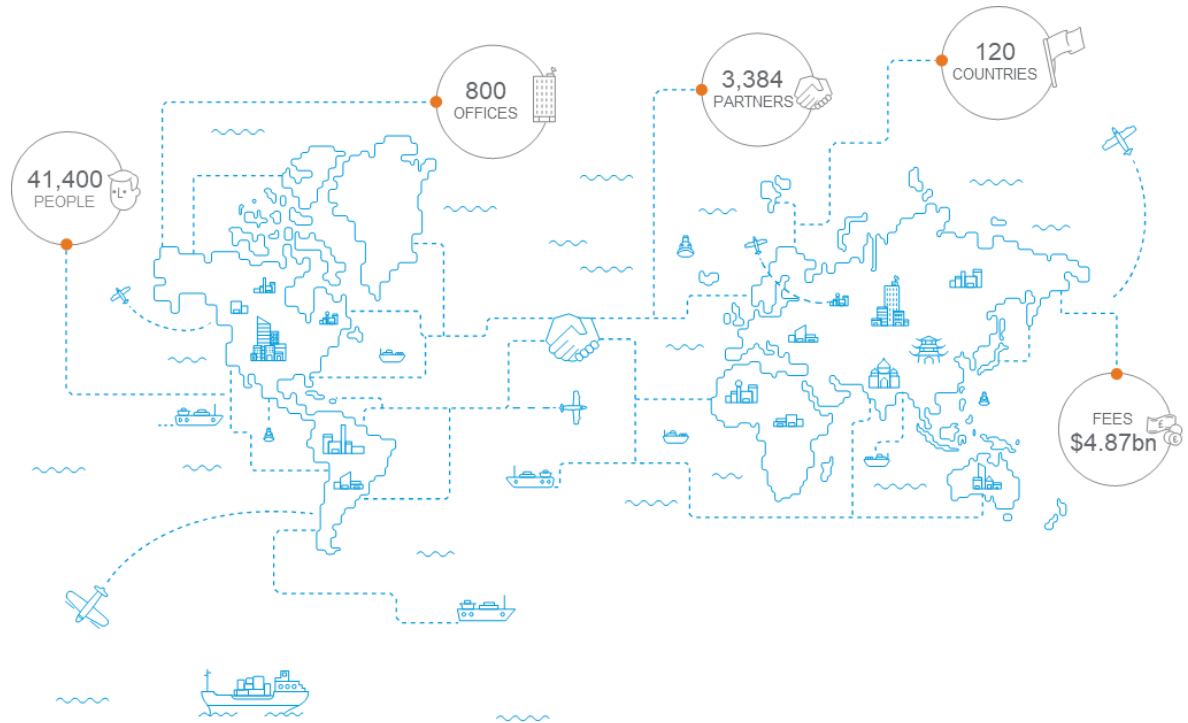 800
OFFICES
3,384
PARTNERS
120
COUNTRIES
41,400
PEOPLE
FEES
$4.87bn
£
£